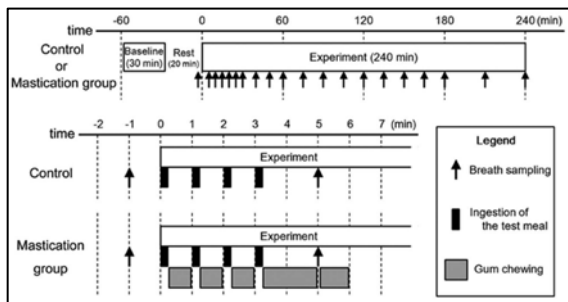 time -60 0 60 120 180 240 (min)
Control
or
Mastication group
Baseline
(30 min)
Rest
(20 min)
Experiment (240 min)
time -2 -1 0 1 2 3 4 5 6 7 (min)
Control
Experiment
Mastication
group
Experiment
Legend
Breath sampling
Ingestion of
the test meal
Gum chewing